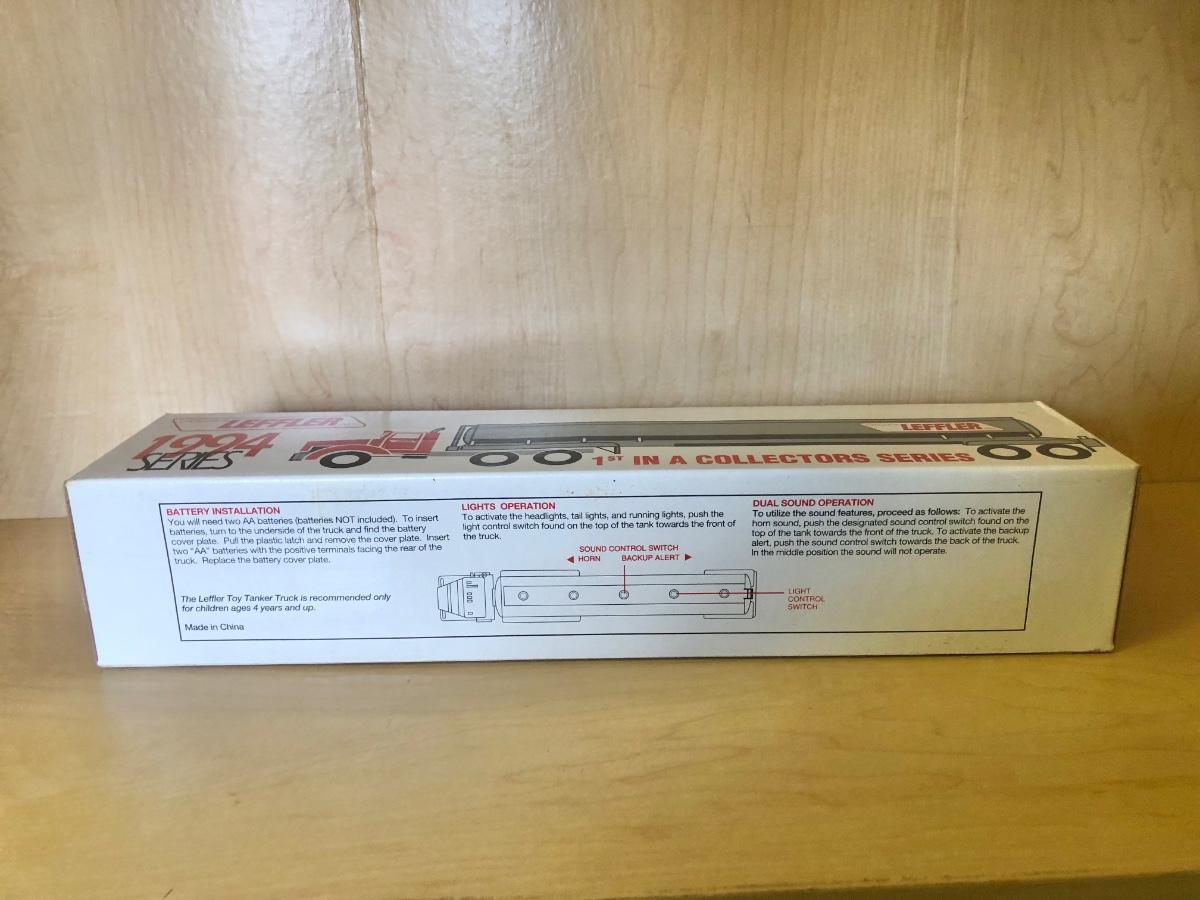 LEFFLER
1994
SERIES
LEFFLER
1ST IN A COLLECTORS SERIES
BATTERY INSTALLATION
You will need two AA batteries (batteries NOT included). To insert
batteries, turn to the underside of the truck and find the battery
cover plate. Pull the plastic latch and remove the cover plate. Insert
two "AA" batteries with the positive terminals facing the rear of the
truck. Replace the battery cover plate.
The Leffler Toy Tanker Truck is recommended only
for children ages 4 years and up.
Made in China
LIGHTS OPERATION
To activate the headlights, tail lights, and running lights, push the
light control switch found on the top of the tank towards the front of
the truck.
SOUND CONTROL SWITCH
◀ HORN BACKUP ALERT ▶
LIGHT
CONTROL
SWITCH
DUAL SOUND OPERATION
To utilize the sound features, proceed as follows: To activate the
horn sound, push the designated sound control switch found on the
top of the tank towards the front of the truck. To activate the backup
alert, push the sound control switch towards the back of the truck.
In the middle position the sound will not operate.